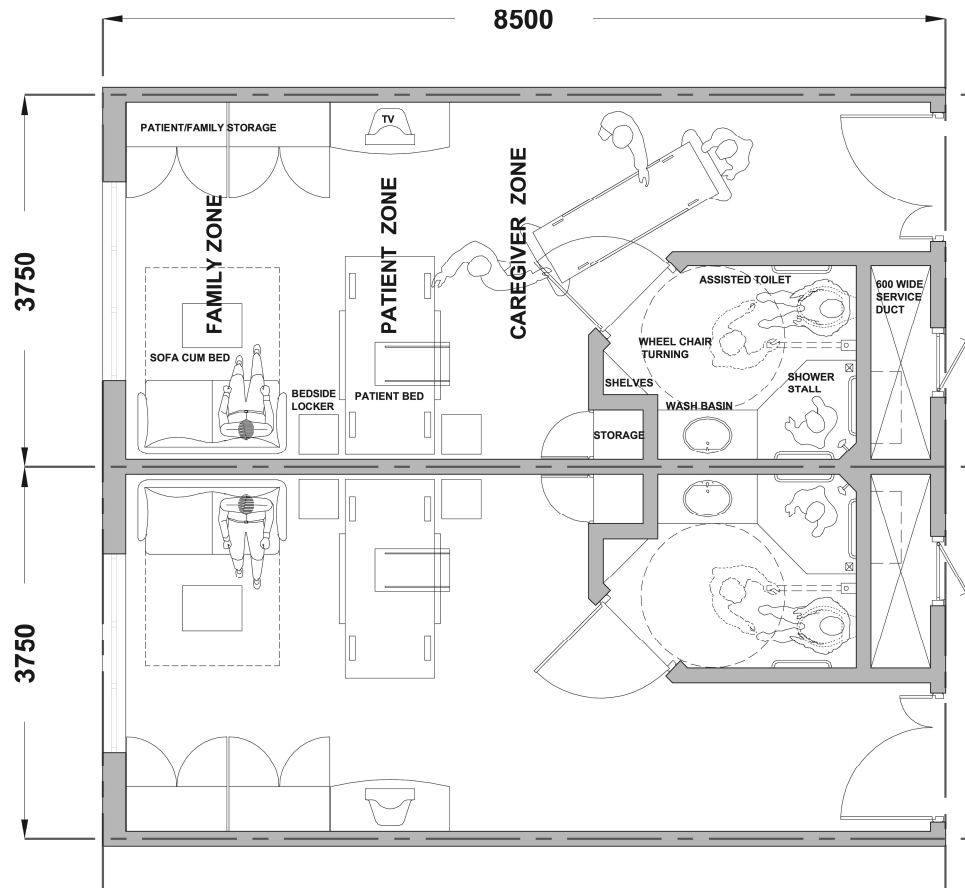 8500
PATIENT/FAMILY STORAGE
TV
FAMILY ZONE
PATIENT ZONE
CAREGIVER ZONE
3750
ASSISTED TOILET
600 WIDE
SERVICE
DUCT
WHEEL CHAIR
TURNING
SOFA CUM BED
SHELVES
SHOWER
STALL
BEDSIDE
LOCKER
PATIENT BED
WASH BASIN
STORAGE
3750